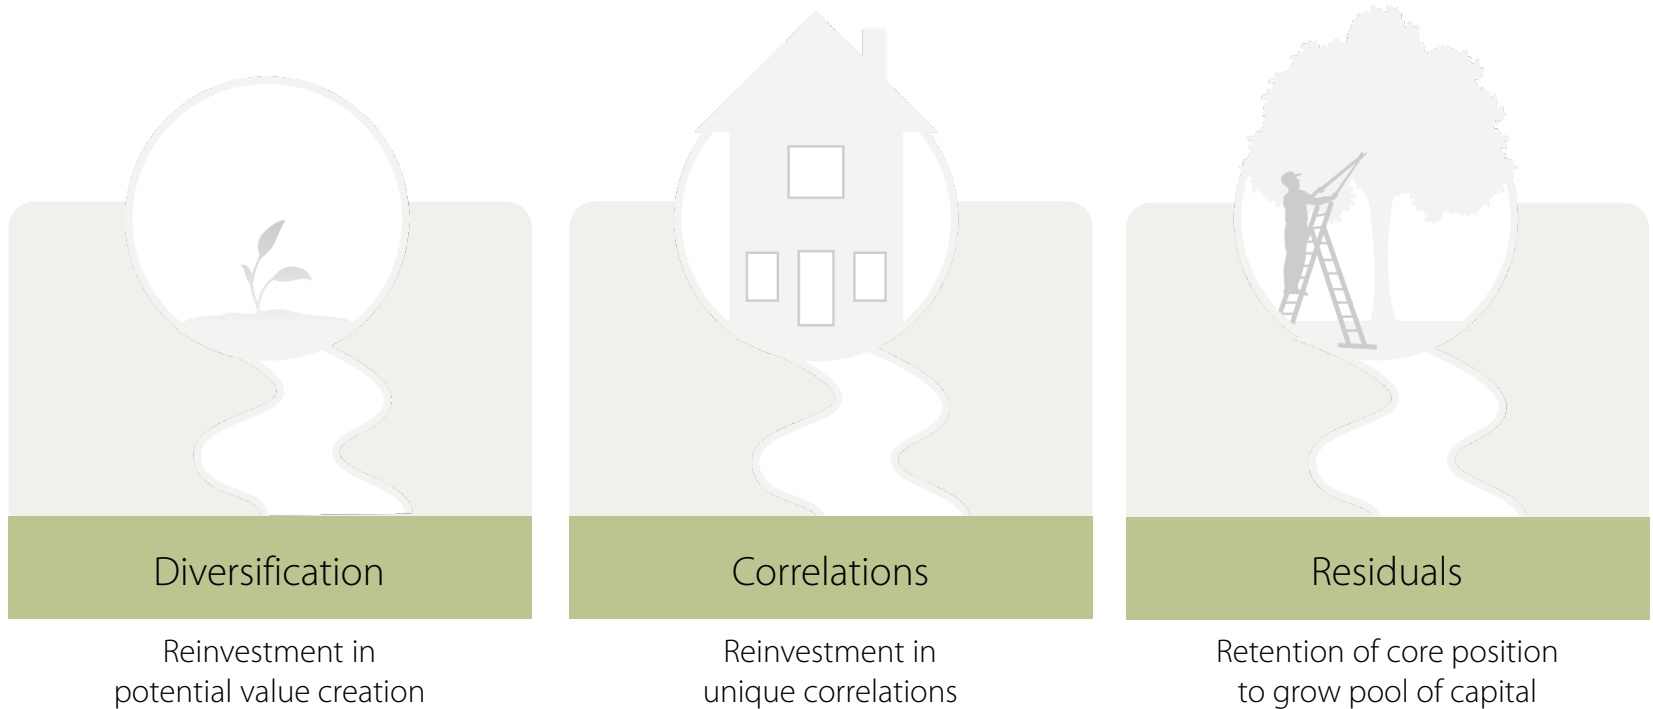 Diversification
Reinvestment in
potential value creation
Correlations
Reinvestment in
unique correlations
Residuals
Retention of core position
to grow pool of capital